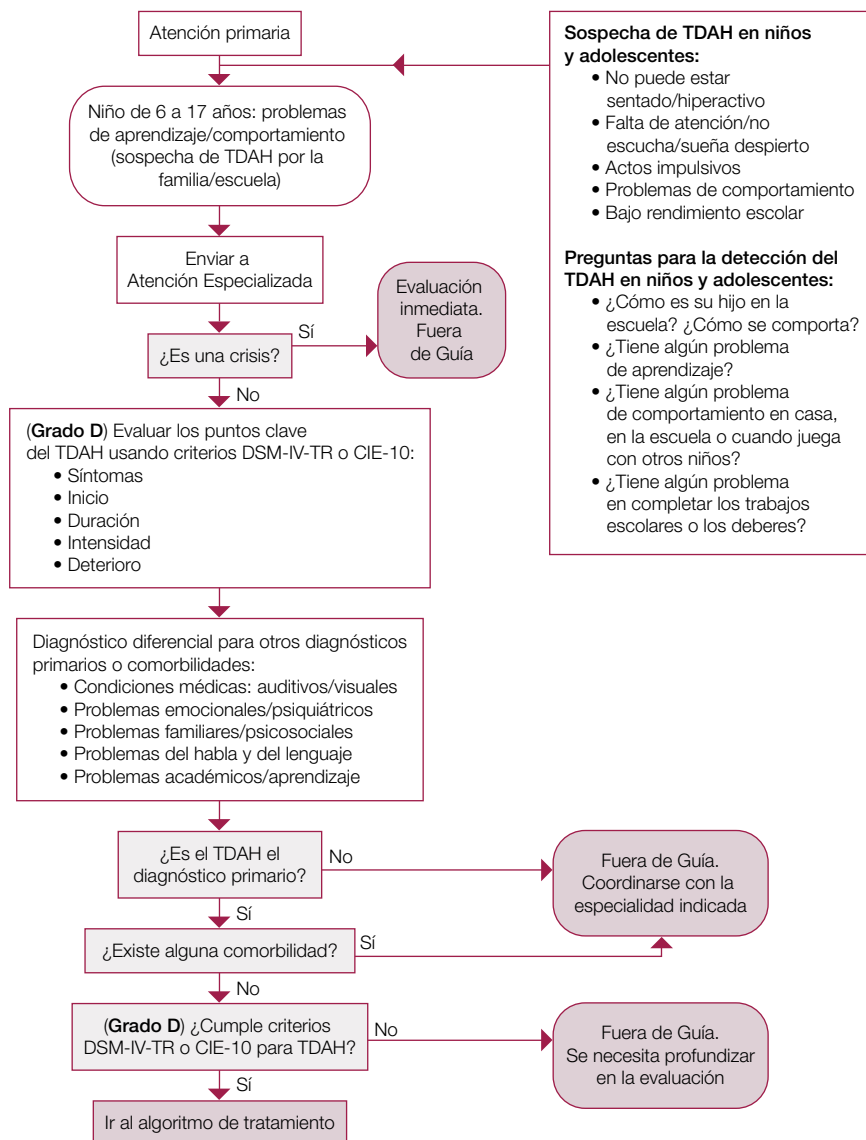 Atención primaria
Niño de 6 a 17 años: problemas
de aprendizaje/comportamiento
(sospecha de TDAH por la
familia/escuela)
Enviar a
Atención Especializada
¿Es una crisis?
Sí
Evaluación
inmediata.
Fuera
de Guía
No
(Grado D) Evaluar los puntos clave
del TDAH usando criterios DSM-IV-TR o CIE-10:
• Síntomas
• Inicio
• Duración
• Intensidad
• Deterioro
Diagnóstico diferencial para otros diagnósticos
primarios o comorbilidades:
• Condiciones médicas: auditivos/visuales
• Problemas emocionales/psiquiátricos
• Problemas familiares/psicosociales
• Problemas del habla y del lenguaje
• Problemas académicos/aprendizaje
¿Es el TDAH el
diagnóstico primario?
No
Fuera de Guía.
Coordinarse con la
especialidad indicada
Sí
¿Existe alguna comorbilidad?
Sí
No
(Grado D) ¿Cumple criterios
DSM-IV-TR o CIE-10 para TDAH?
No
Fuera de Guía.
Se necesita profundizar
en la evaluación
Sí
Ir al algoritmo de tratamiento
Sospecha de TDAH en niños
y adolescentes:
• No puede estar
sentado/hiperactivo
• Falta de atención/no
escucha/sueña despierto
• Actos impulsivos
• Problemas de comportamiento
• Bajo rendimiento escolar
Preguntas para la detección del
TDAH en niños y adolescentes:
• ¿Cómo es su hijo en la
escuela? ¿Cómo se comporta?
• ¿Tiene algún problema
de aprendizaje?
• ¿Tiene algún problema
de comportamiento en casa,
en la escuela o cuando juega
con otros niños?
• ¿Tiene algún problema
en completar los trabajos
escolares o los deberes?